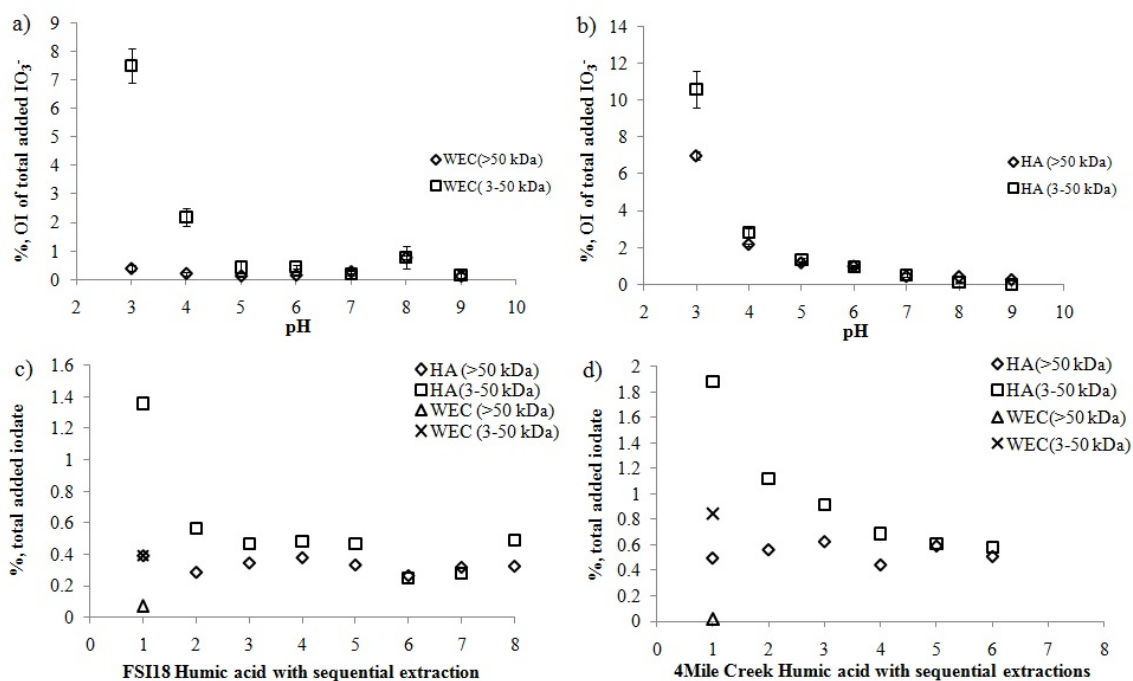 a)
%, OI of total added IO₃⁻
9
8
7
6
5
4
3
2
1
0
2 3 4 5 6 7 8 9 10
pH
WEC(>50 kDa)
WEC( 3-50 kDa)
b)
%, OI of total added IO₃⁻
14
12
10
8
6
4
2
0
2 3 4 5 6 7 8 9 10
pH
HA (>50 kDa)
HA (3-50 kDa)
c)
%, total added iodate
1.6
1.4
1.2
1
0.8
0.6
0.4
0.2
0
0 1 2 3 4 5 6 7 8
FSI18 Humic acid with sequential extraction
HA (>50 kDa)
HA(3-50 kDa)
WEC (>50 kDa)
WEC (3-50 kDa)
d)
%, total added iodate
2
1.8
1.6
1.4
1.2
1
0.8
0.6
0.4
0.2
0
0 1 2 3 4 5 6 7 8
4Mile Creek Humic acid with sequential extractions
HA(>50 kDa)
HA(3-50 kDa)
WEC(>50 kDa)
WEC(3-50 kDa)